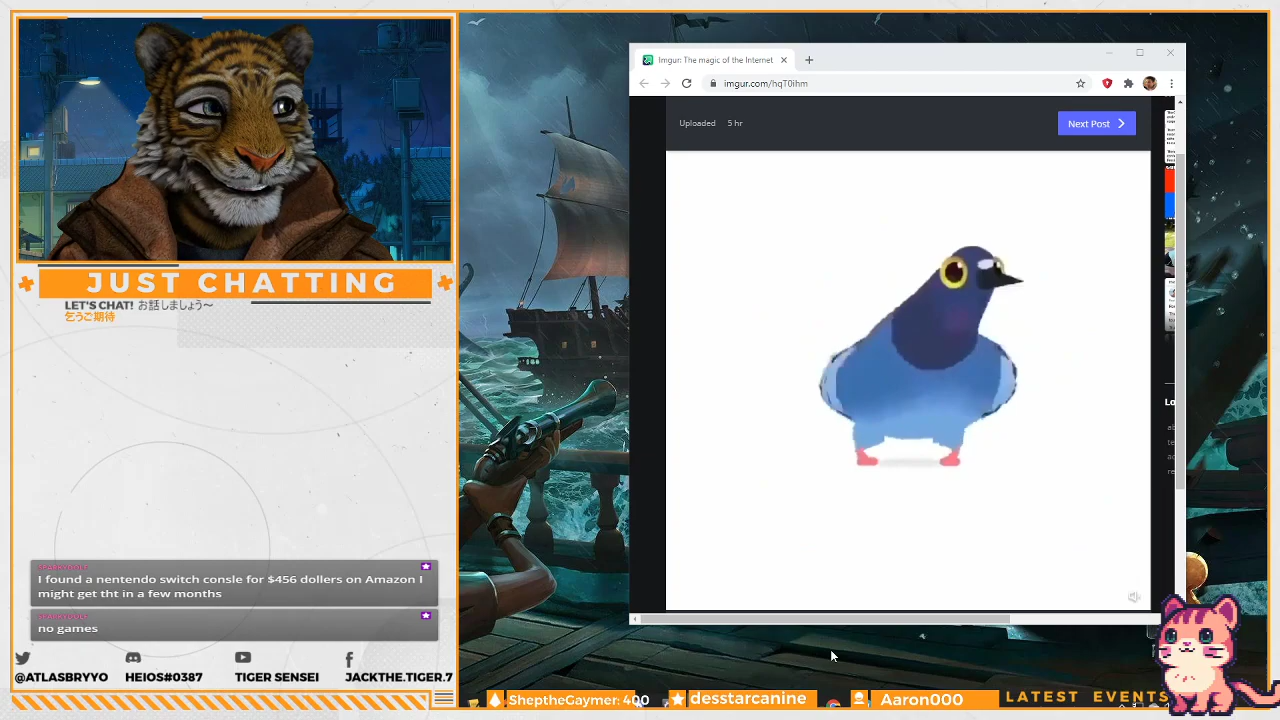 Imgur: The magic of the Internet
imgur.com/hqT0ihm
Uploaded 5 hr
Next Post
JUST CHATTING
LET'S CHAT! お話しましょう〜
乞うご期待
I found a nentendo switch consle for $456 dollers on Amazon I
might get tht in a few months
no games
@ATLASBRYYO
HEIOS#0387
TIGER SENSEI
JACKTHE.TIGER.7
SheptheGaymer: 400
desstarcanine
Aaron000
LATEST EVENTS